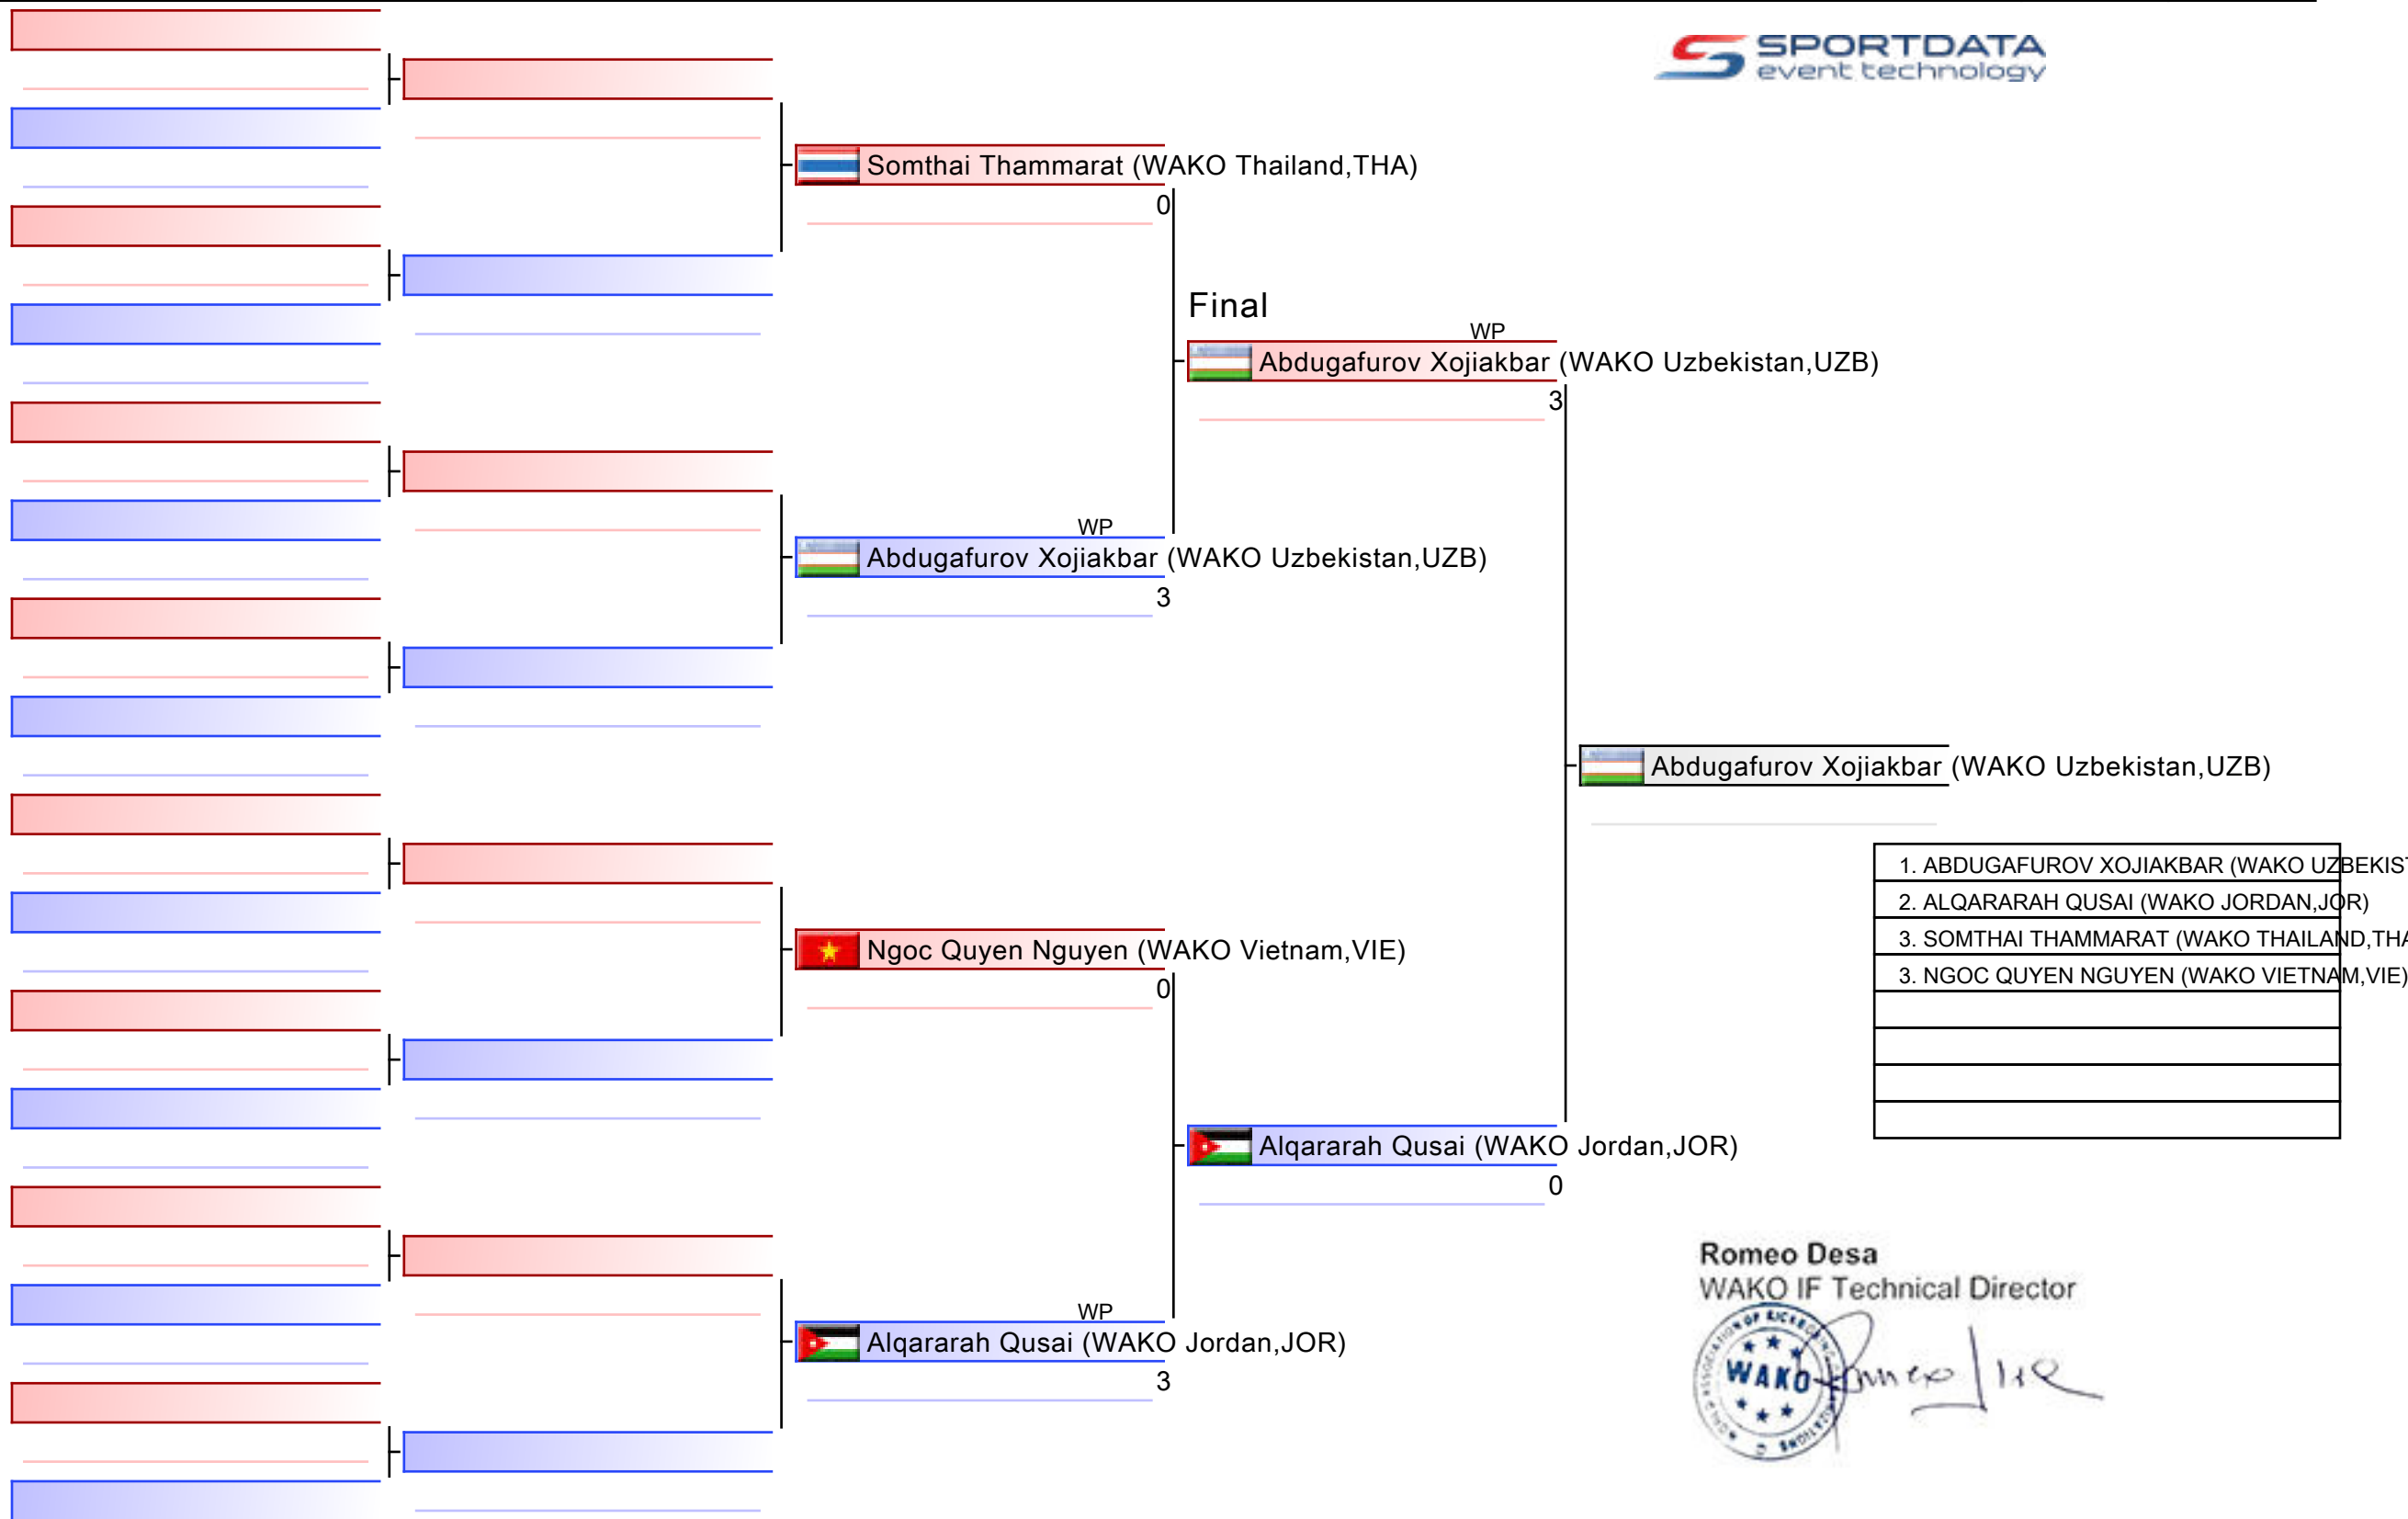 SPORTDATA
event technology
Somthai Thammarat (WAKO Thailand,THA)
0
Final
WP
Abdugafurov Xojiakbar (WAKO Uzbekistan,UZB)
3
WP
Abdugafurov Xojiakbar (WAKO Uzbekistan,UZB)
3
Abdugafurov Xojiakbar (WAKO Uzbekistan,UZB)
1. ABDUGAFUROV XOJIAKBAR (WAKO UZBEKIS
2. ALQARARAH QUSAI (WAKO JORDAN,JOR)
3. SOMTHAI THAMMARAT (WAKO THAILAND,THA
3. NGOC QUYEN NGUYEN (WAKO VIETNAM,VIE)
Ngoc Quyen Nguyen (WAKO Vietnam,VIE)
0
Alqararah Qusai (WAKO Jordan,JOR)
0
WP
Alqararah Qusai (WAKO Jordan,JOR)
3
Romeo Desa
WAKO IF Technical Director
WAKO